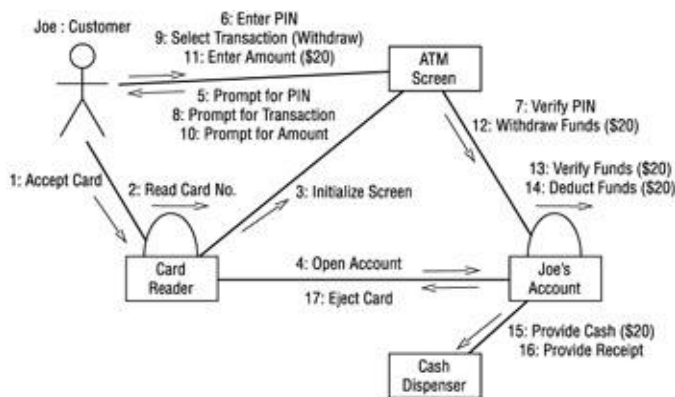 6: Enter PIN
Joe : Customer
9: Select Transaction (Withdraw)
11: Enter Amount ($20)
ATM
Screen
5: Prompt for PIN
8: Prompt for Transaction
10: Prompt for Amount
7: Verify PIN
12: Withdraw Funds ($20)
1: Accept Card
2: Read Card No.
3: Initialize Screen
13: Verify Funds ($20)
14: Deduct Funds ($20)
Card
Reader
4: Open Account
17: Eject Card
Joe's
Account
15: Provide Cash ($20)
16: Provide Receipt
Cash
Dispenser